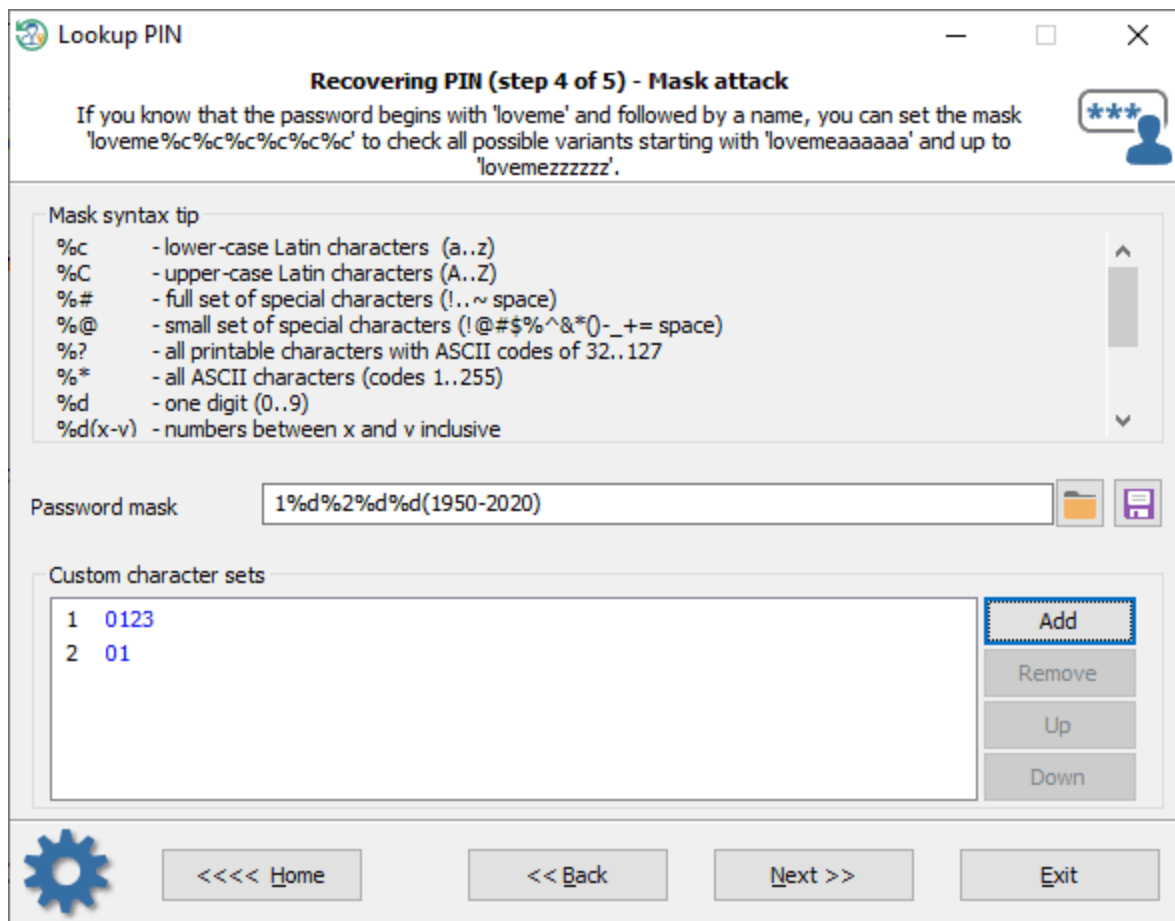 Lookup PIN
Recovering PIN (step 4 of 5) - Mask attack
If you know that the password begins with 'loveme' and followed by a name, you can set the mask
'loveme%c%c%c%c%c%c' to check all possible variants starting with 'lovemeaaaaaa' and up to
'lovemezzzzzz'.
***
Mask syntax tip
%c - lower-case Latin characters (a..z)
%C - upper-case Latin characters (A..Z)
%# - full set of special characters (!..~ space)
%@ - small set of special characters (!@#$%^&*()-_+= space)
%? - all printable characters with ASCII codes of 32..127
%* - all ASCII characters (codes 1..255)
%d - one digit (0..9)
%d(x-y) - numbers between x and y inclusive
Password mask 1%d%2%d%d(1950-2020)
Custom character sets
1 0123
2 01
Add
Remove
Up
Down
<<<< Home << Back Next >> Exit